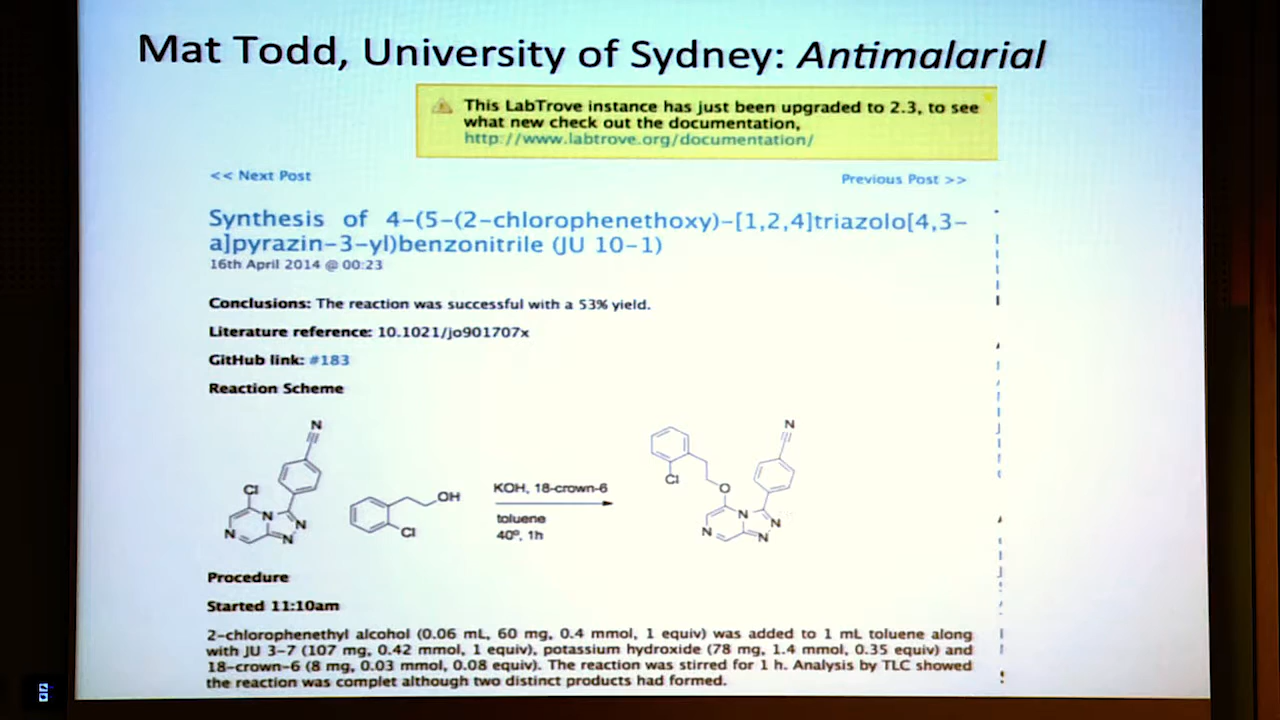 Mat Todd, University of Sydney: Antimalarial
This LabTrove instance has just been upgraded to 2.3, to see
what new check out the documentation,
http://www.labtrove.org/documentation/
<< Next Post
Previous Post >>
Synthesis of 4-(5-(2-chlorophenethoxy)-[1,2,4]triazolo[4,3-
a]pyrazin-3-yl)benzonitrile (JU 10-1)
16th April 2014 @ 00:23
Conclusions: The reaction was successful with a 53% yield.
Literature reference: 10.1021/jo901707x
GitHub link: #183
Reaction Scheme
N
Cl
N
N
N
N
OH
Cl
KOH, 18-crown-6
toluene
40º, 1h
N
Cl
O
N
N
N
N
Procedure
Started 11:10am
2-chlorophenethyl alcohol (0.06 mL, 60 mg, 0.4 mmol, 1 equiv) was added to 1 mL toluene along
with JU 3-7 (107 mg, 0.42 mmol, 1 equiv), potassium hydroxide (78 mg, 1.4 mmol, 0.35 equiv) and
18-crown-6 (8 mg, 0.03 mmol, 0.08 equiv). The reaction was stirred for 1 h. Analysis by TLC showed
the reaction was complet although two distinct products had formed.